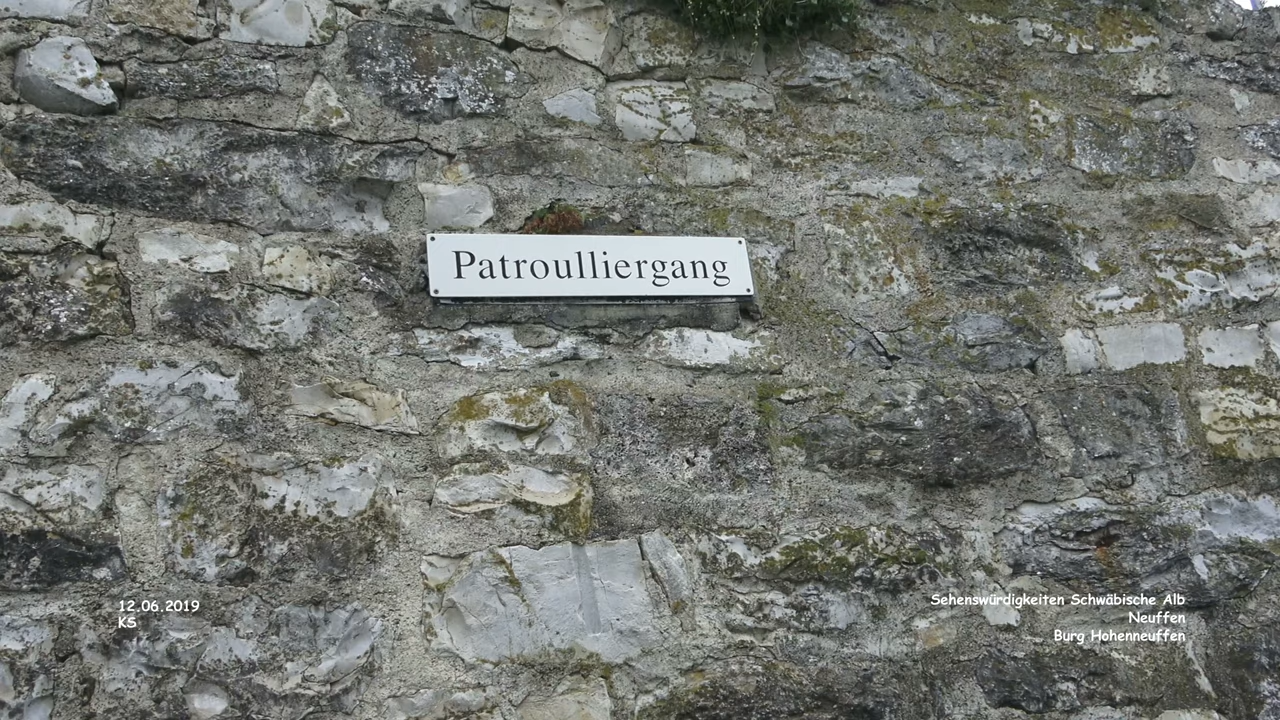 Patroulliergang
12.06.2019
KS
Sehenswürdigkeiten Schwäbische Alb
Neuffen
Burg Hohenneuffen